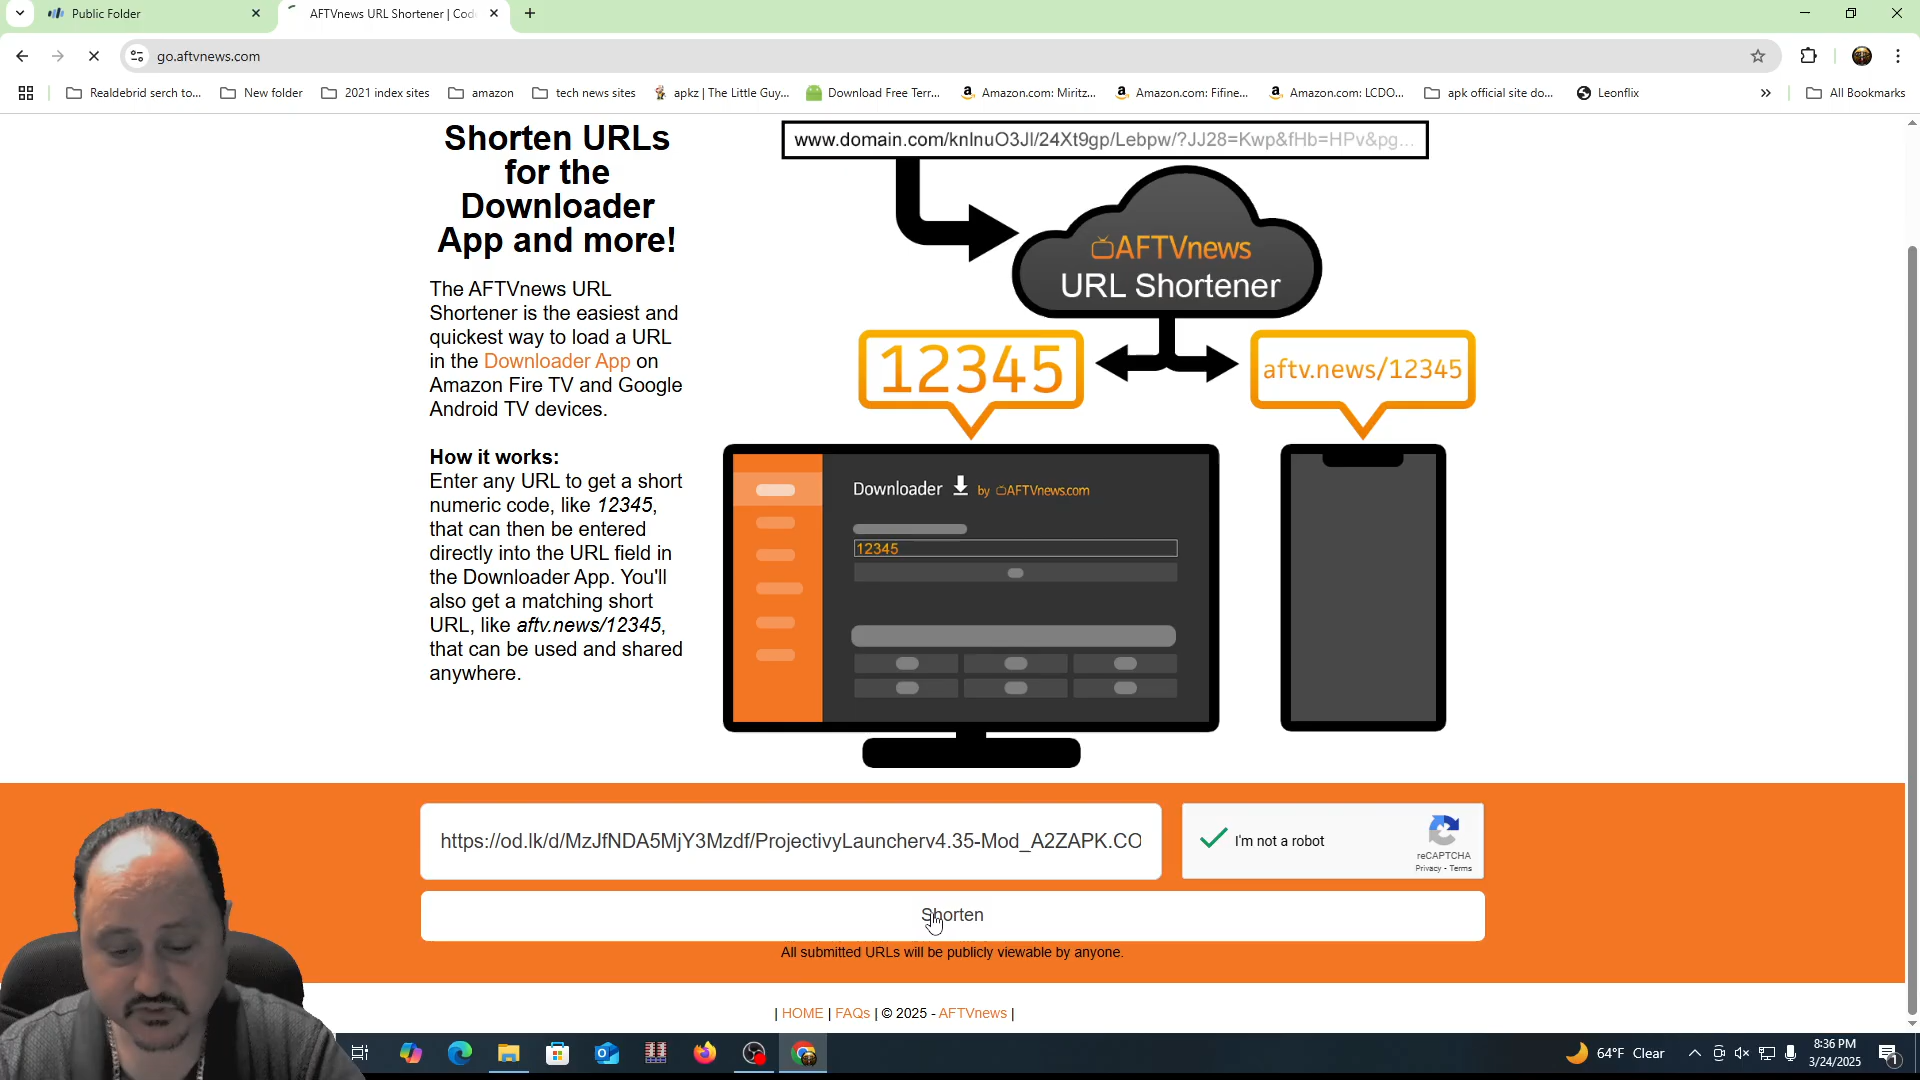 Public Folder
AFTVnews URL Shortener | Cod
go.aftvnews.com
Realdebrid serch to...
New folder
2021 index sites
amazon
tech news sites
apkz | The Little Guy...
Download Free Terr...
Amazon.com: Miritz...
Amazon.com: Fifine...
Amazon.com: LCDO...
apk official site do...
Leonflix
All Bookmarks
Shorten URLs
for the
Downloader
App and more!
The AFTVnews URL
Shortener is the easiest and
quickest way to load a URL
in the Downloader App on
Amazon Fire TV and Google
Android TV devices.
How it works:
Enter any URL to get a short
numeric code, like 12345,
that can then be entered
directly into the URL field in
the Downloader App. You'll
also get a matching short
URL, like aftv.news/12345,
that can be used and shared
anywhere.
www.domain.com/knlnuO3Jl/24Xt9gp/Lebpw/?JJ28=Kwp&fHb=HPv&pg...
AFTVnews
URL Shortener
12345
aftv.news/12345
Downloader by AFTVnews.com
12345
https://od.lk/d/MzJfNDA5MjY3Mzdf/ProjectivyLauncherv4.35-Mod_A2ZAPK.CO
I'm not a robot
reCAPTCHA
Privacy - Terms
Shorten
All submitted URLs will be publicly viewable by anyone.
| HOME | FAQs | © 2025 - AFTVnews |
64°F Clear
8:36 PM
3/24/2025
1